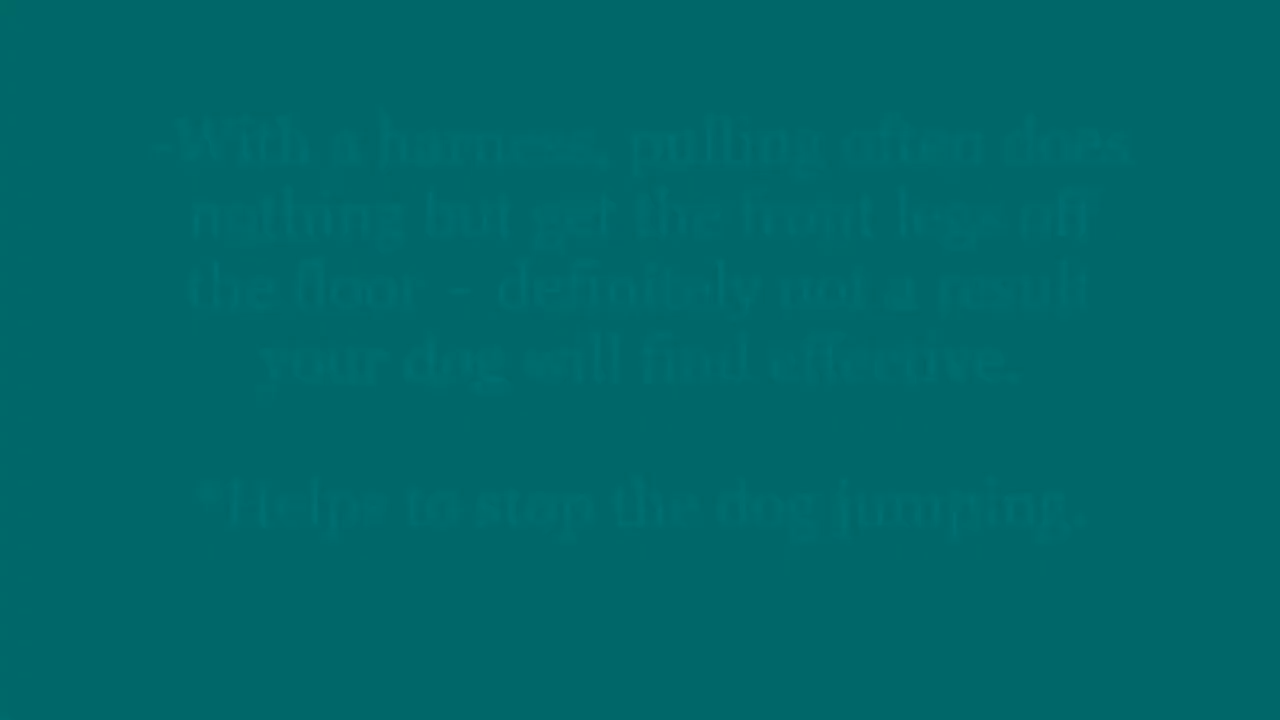 -With a harness, pulling often does
nothing but get the front legs off
the floor - definitely not a result
your dog will find effective.
*Helps to stop the dog jumping.